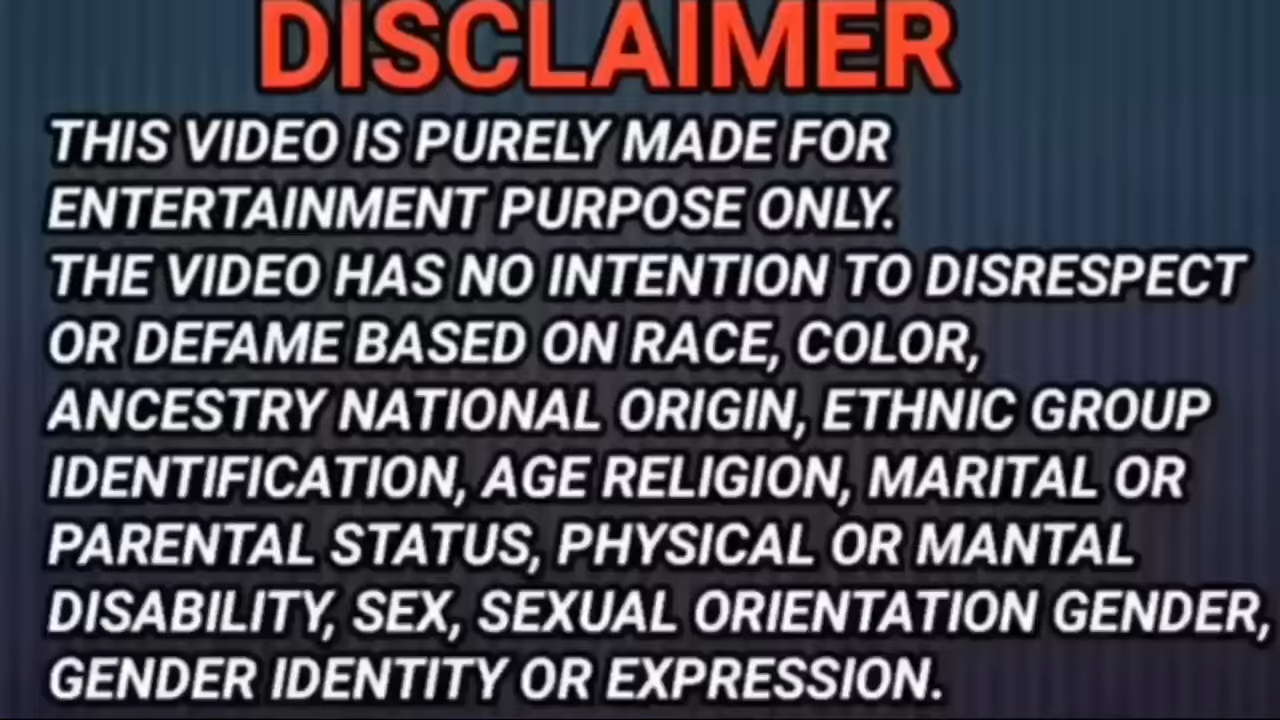 DISCLAIMER
THIS VIDEO IS PURELY MADE FOR
ENTERTAINMENT PURPOSE ONLY.
THE VIDEO HAS NO INTENTION TO DISRESPECT
OR DEFAME BASED ON RACE, COLOR,
ANCESTRY NATIONAL ORIGIN, ETHNIC GROUP
IDENTIFICATION, AGE RELIGION, MARITAL OR
PARENTAL STATUS, PHYSICAL OR MANTAL
DISABILITY, SEX, SEXUAL ORIENTATION GENDER,
GENDER IDENTITY OR EXPRESSION.